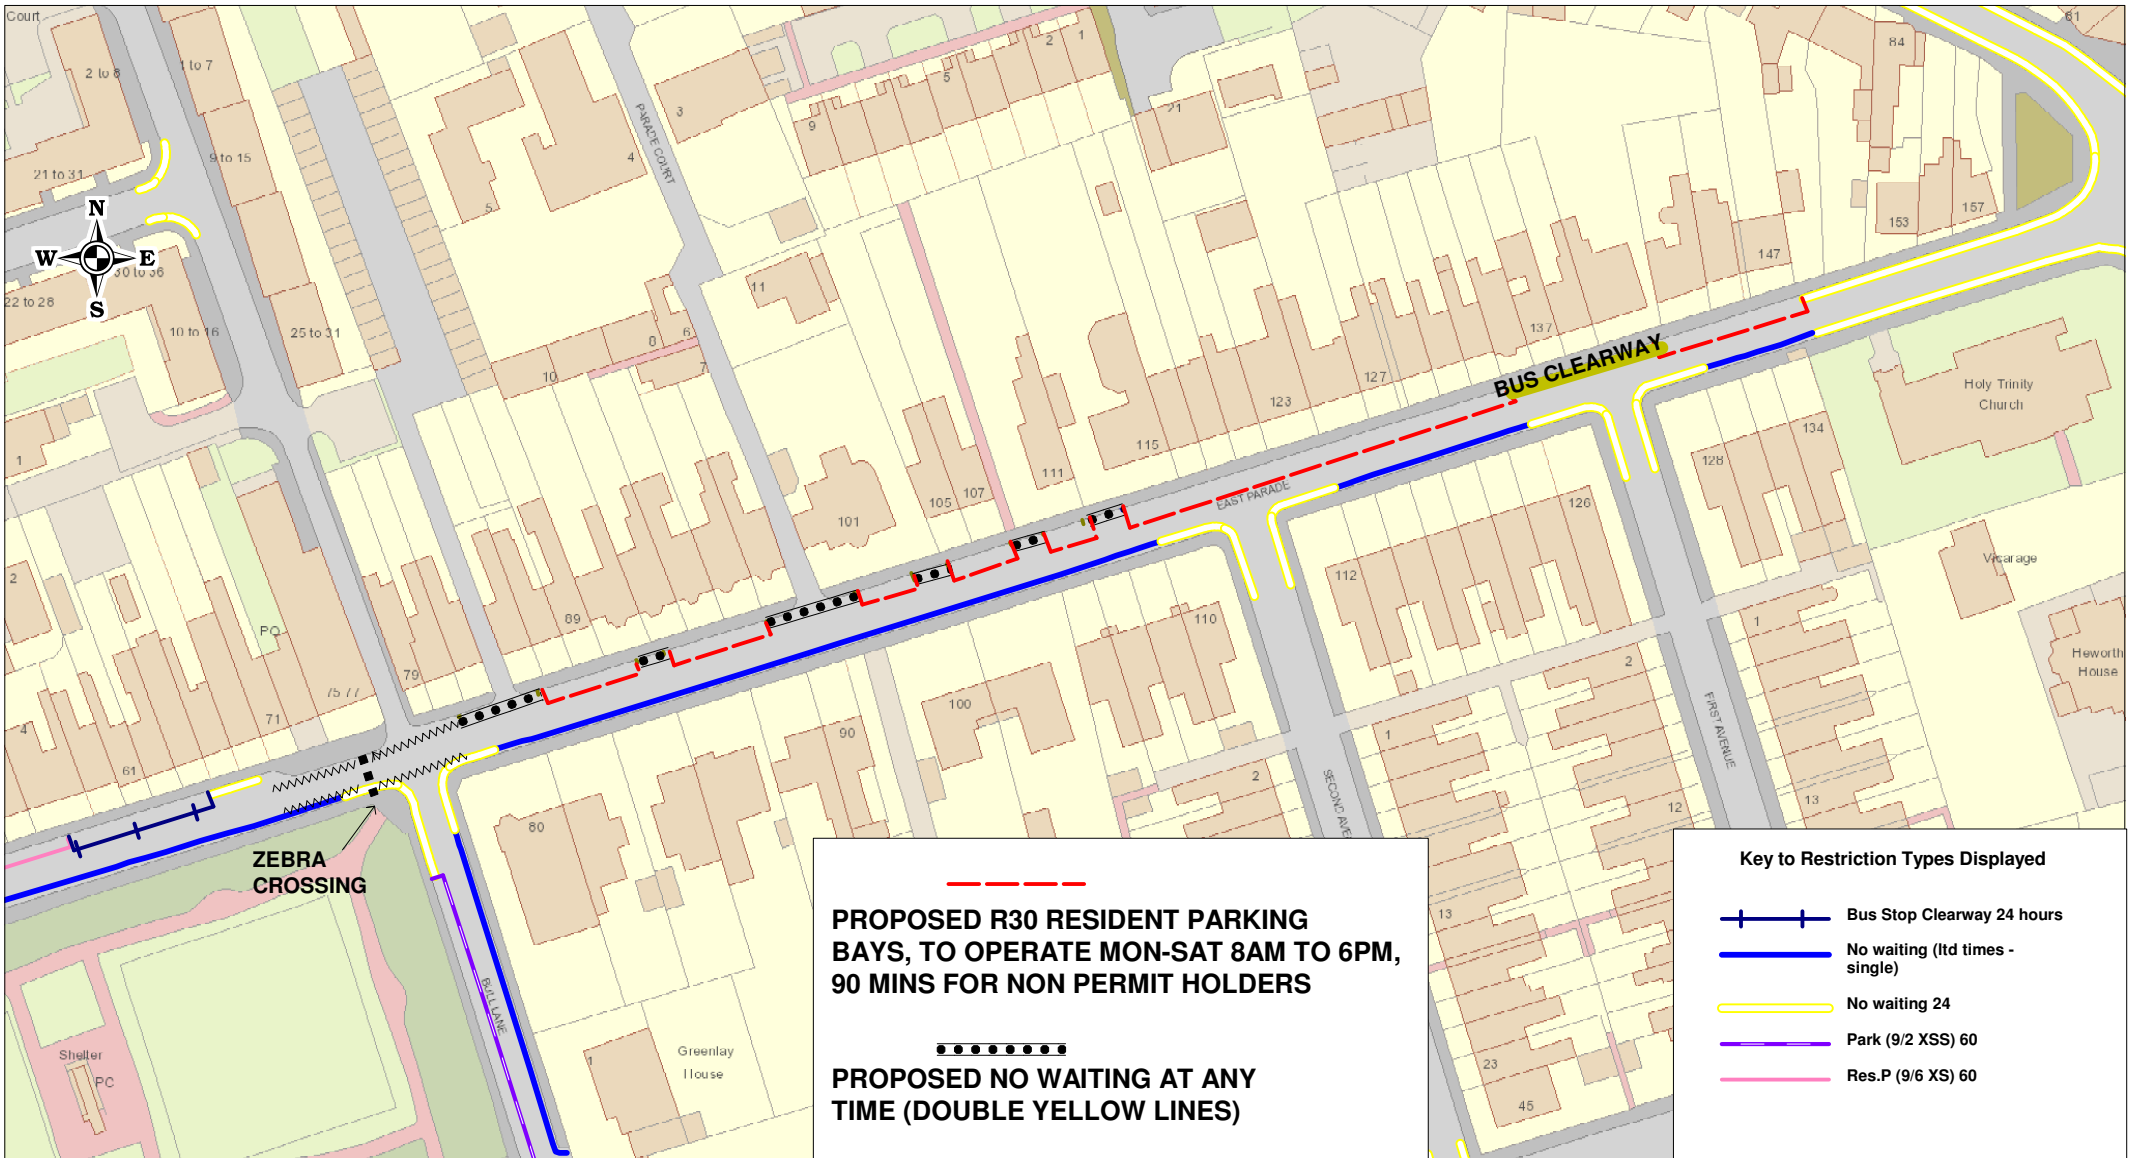 Court
2 to 8
1 to 7
9 to 15
21 to 31
N
W
E
S
30 to 36
22 to 28
10 to 16
25 to 31
1
2
4
5
4
3
PARADE COURT
9
5
2
1
21
84
61
153
157
147
11
6
8
7
10
137
127
123
115
111
107
105
101
BUS CLEARWAY
EAST PARADE
Holy Trinity
Church
134
128
126
112
110
100
90
89
80
79
75 77
71
61
PO
Vicarage
Heworth
House
1
2
1
2
FIRST AVENUE
12
13
13
23
45
ZEBRA
CROSSING
BULL LANE
Shelter
PC
1
Greenlay
House
PROPOSED R30 RESIDENT PARKING
BAYS, TO OPERATE MON-SAT 8AM TO 6PM,
90 MINS FOR NON PERMIT HOLDERS
PROPOSED NO WAITING AT ANY
TIME (DOUBLE YELLOW LINES)
Key to Restriction Types Displayed
Bus Stop Clearway 24 hours
No waiting (ltd times -
single)
No waiting 24
Park (9/2 XSS) 60
Res.P (9/6 XS) 60